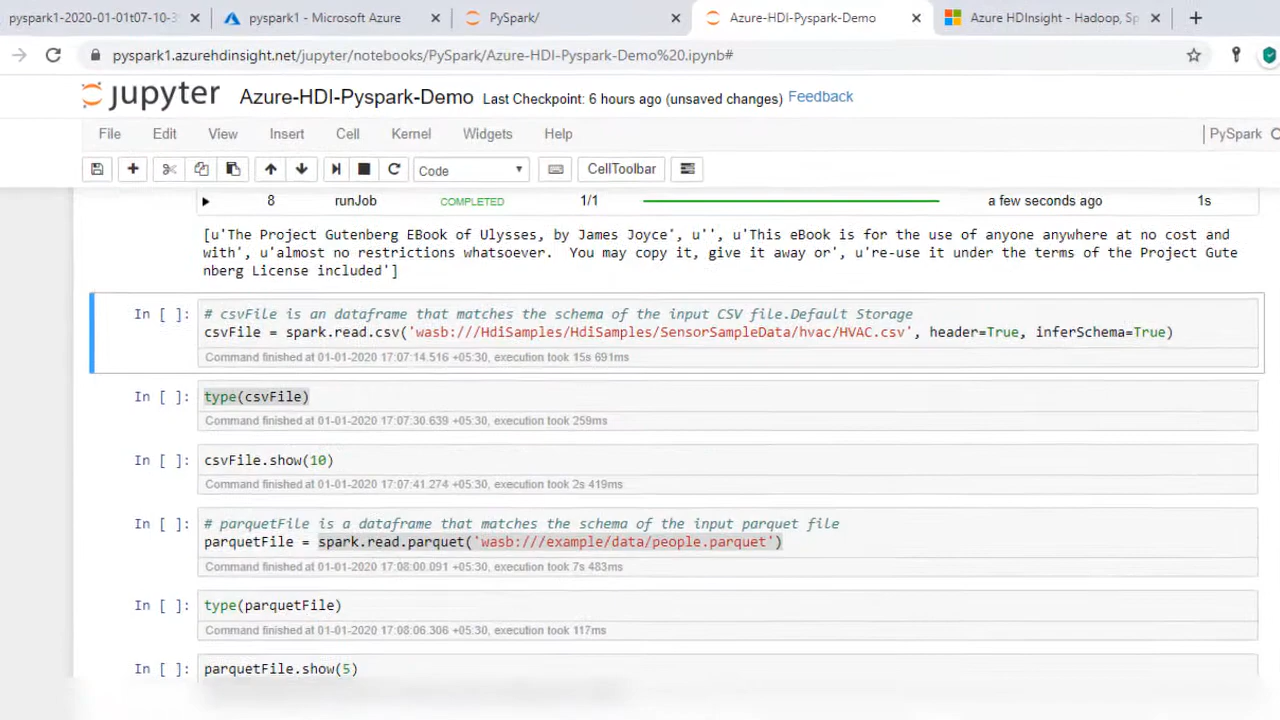 pyspark1-2020-01-01t07-10-3
pyspark1 - Microsoft Azure
PySpark/
Azure-HDI-Pyspark-Demo
Azure HDInsight - Hadoop, Sp
pyspark1.azurehdinsight.net/jupyter/notebooks/PySpark/Azure-HDI-Pyspark-Demo%20.ipynb#
jupyter Azure-HDI-Pyspark-Demo Last Checkpoint: 6 hours ago (unsaved changes) Feedback
File Edit View Insert Cell Kernel Widgets Help PySpark
Code CellToolbar
8 runJob COMPLETED 1/1 a few seconds ago 1s
[u'The Project Gutenberg EBook of Ulysses, by James Joyce', u'', u'This eBook is for the use of anyone anywhere at no cost and
with', u'almost no restrictions whatsoever.  You may copy it, give it away or', u're-use it under the terms of the Project Gute
nberg License included']
In [ ]: # csvFile is an dataframe that matches the schema of the input CSV file.Default Storage
csvFile = spark.read.csv('wasb:///HdiSamples/HdiSamples/SensorSampleData/hvac/HVAC.csv', header=True, inferSchema=True)
Command finished at 01-01-2020 17:07:14.516 +05:30, execution took 15s 691ms
In [ ]: type(csvFile)
Command finished at 01-01-2020 17:07:30.639 +05:30, execution took 259ms
In [ ]: csvFile.show(10)
Command finished at 01-01-2020 17:07:41.274 +05:30, execution took 2s 419ms
In [ ]: # parquetFile is a dataframe that matches the schema of the input parquet file
parquetFile = spark.read.parquet('wasb:///example/data/people.parquet')
Command finished at 01-01-2020 17:08:00.091 +05:30, execution took 7s 483ms
In [ ]: type(parquetFile)
Command finished at 01-01-2020 17:08:06.306 +05:30, execution took 117ms
In [ ]: parquetFile.show(5)